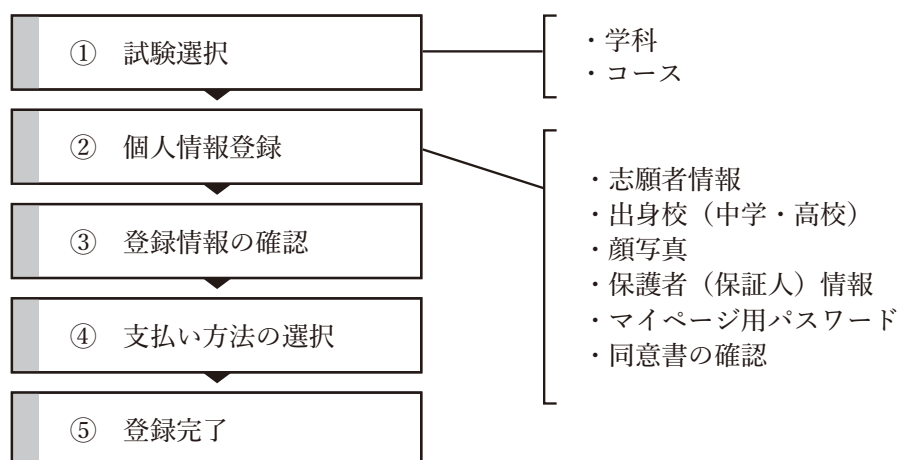 ① 試験選択
・学科
・コース
② 個人情報登録
・志願者情報
・出身校（中学・高校）
・顔写真
・保護者（保証人）情報
・マイページ用パスワード
・同意書の確認
③ 登録情報の確認
④ 支払い方法の選択
⑤ 登録完了